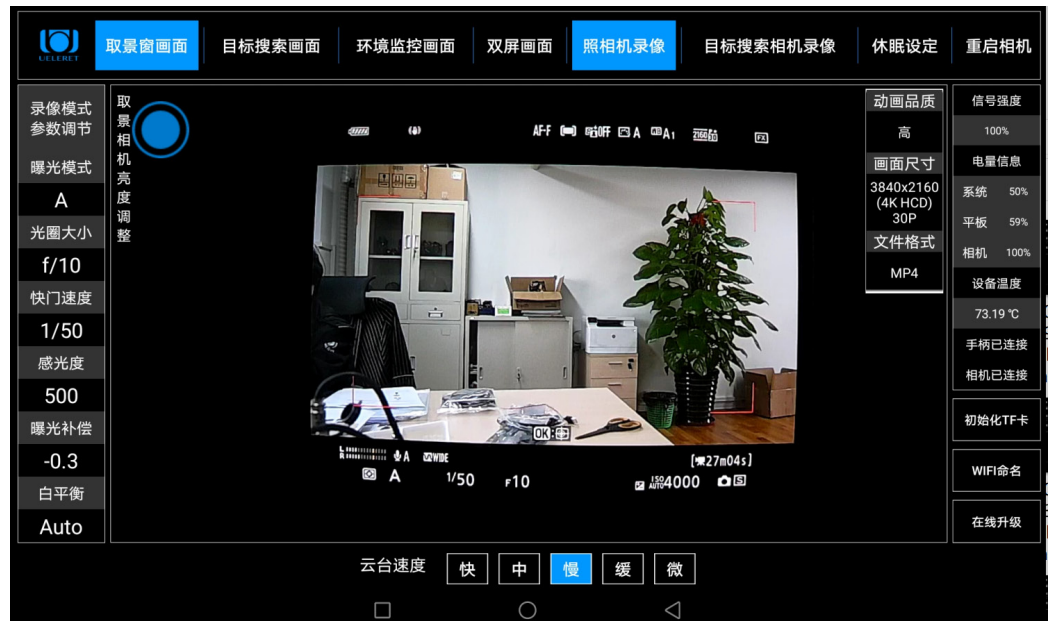 UELERET
取景窗画面
目标搜索画面
环境监控画面
双屏画面
照相机录像
目标搜索相机录像
休眠设定
重启相机
录像模式
参数调节
曝光模式
A
光圈大小
f/10
快门速度
1/50
感光度
500
曝光补偿
-0.3
白平衡
Auto
取景相机亮度调整
AF-F
OFF
A
A1
2160
30
FX
OK
L
R
A
VR WIDE
[27m04s]
A
1/50
F10
ISO
AUTO
4000
S
动画品质
高
画面尺寸
3840x2160
(4K HCD)
30P
文件格式
MP4
信号强度
100%
电量信息
系统 50%
平板 59%
相机 100%
设备温度
73.19 ℃
手柄已连接
相机已连接
初始化TF卡
WIFI命名
在线升级
云台速度
快
中
慢
缓
微